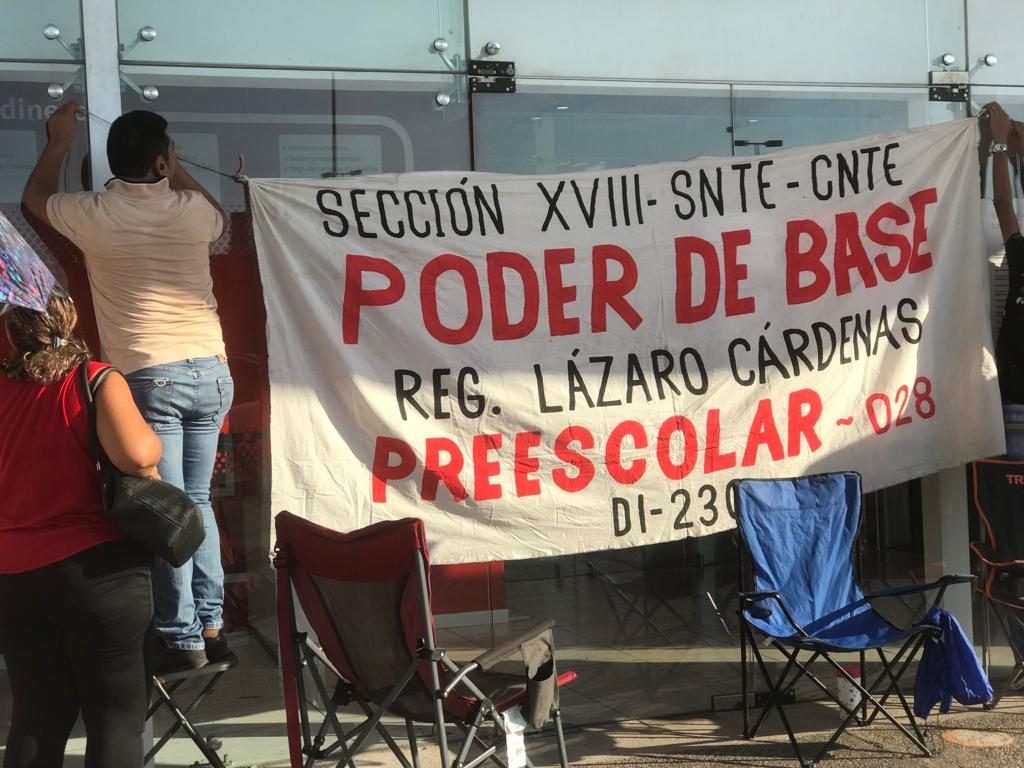 SECCIÓN XVIII-SNTE-CNTE
PODER DE BASE
REG. LÁZARO CÁRDENAS
PREESCOLAR ~ 028
DI-230